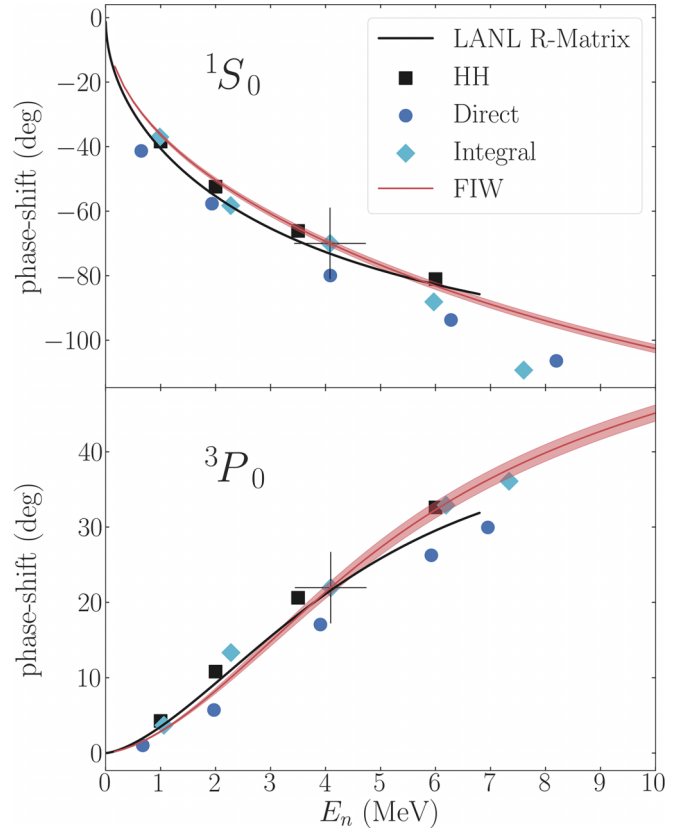 0
−20
−40
−60
−80
−100
phase-shift (deg)
¹S₀
LANL R-Matrix
HH
Direct
Integral
FIW
40
30
20
10
0
phase-shift (deg)
³P₀
0 1 2 3 4 5 6 7 8 9 10
Eₙ (MeV)